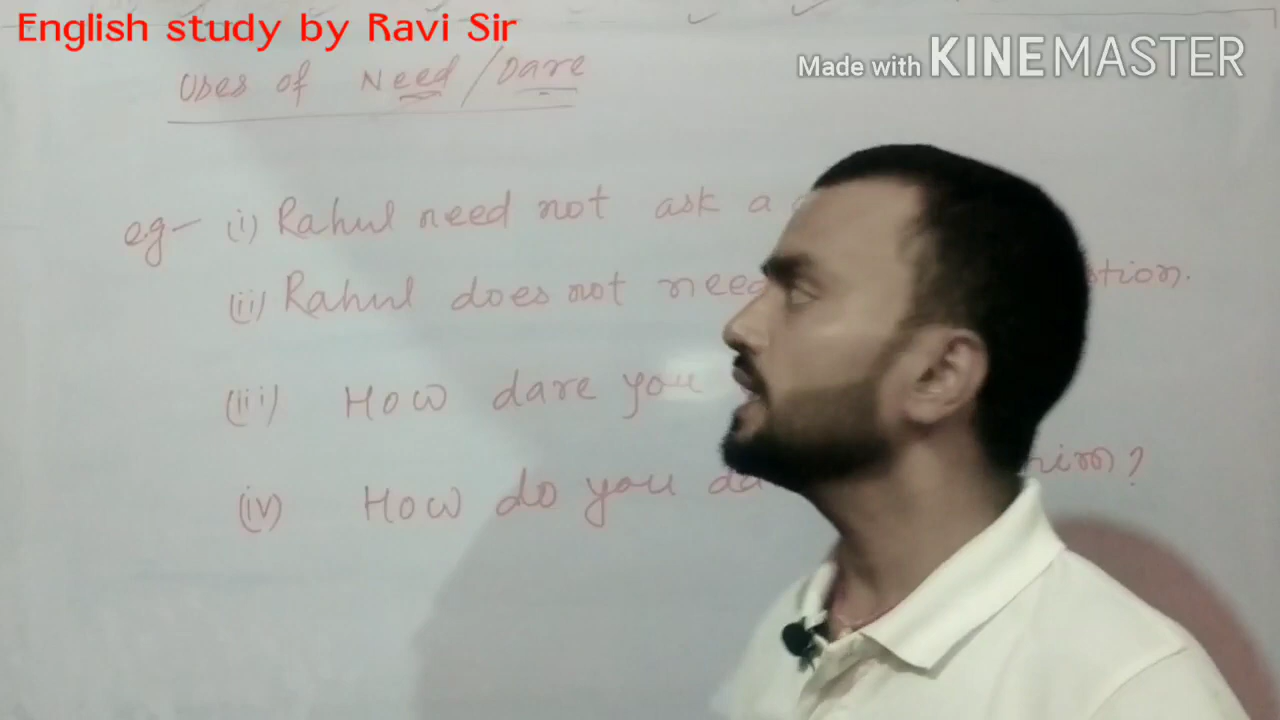 English study by Ravi Sir
Made with KINEMASTER
Uses of Need / Dare
eg- (i) Rahul need not ask a
(ii) Rahul does not need
(iii) How dare you
(iv) How do you him?